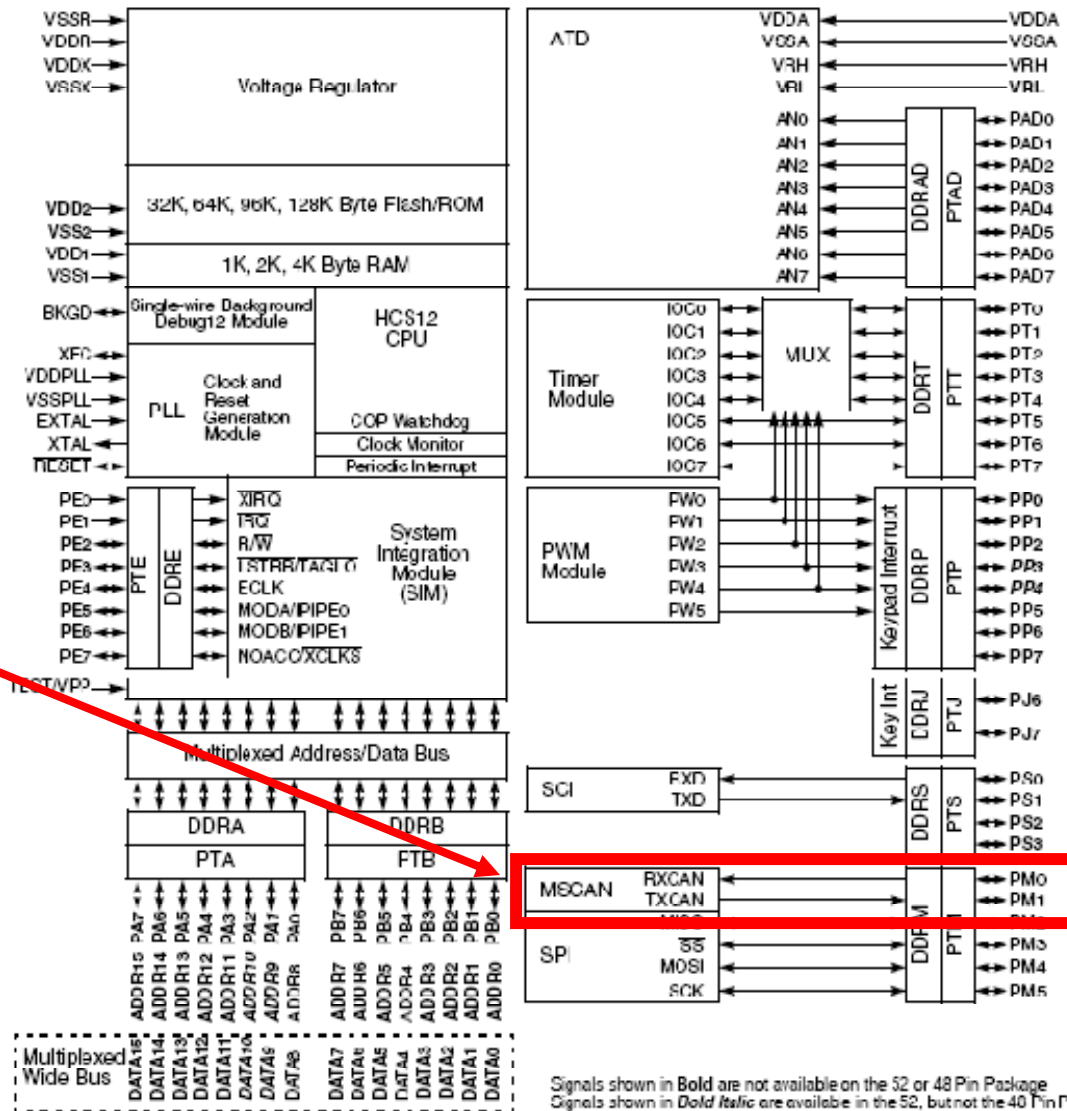 VSSR
VDDR
VDDX
VSSX
Voltage Regulator
32K, 64K, 96K, 128K Byte Flash/ROM
VDD2
VSS2
VDD1
VSS1
1K, 2K, 4K Byte RAM
BKGD
Single-wire Background
Debug12 Module
HCS12
CPU
XFC
VDDPLL
VSSPLL
EXTAL
XTAL
RESET
PLL
Clock and
Reset
Generation
Module
COP Watchdog
Clock Monitor
Periodic Interrupt
PE0
PE1
PE2
PE3
PE4
PE5
PE6
PE7
PTE
DDRE
XIRQ
IRQ
R/W
LSTRB/TAGLO
ECLK
MODA/IPIPE0
MODB/IPIPE1
NOACC/XCLKS
System
Integration
Module
(SIM)
TEST/VPP
Multiplexed Address/Data Bus
DDRA
PTA
DDRB
PTB
PA7 PA6 PA5 PA4 PA3 PA2 PA1 PA0
PB7 PB6 PB5 PB4 PB3 PB2 PB1 PB0
ADDR15 ADDR14 ADDR13 ADDR12 ADDR11 ADDR10 ADDR9 ADDR8
ADDR7 ADDR6 ADDR5 ADDR4 ADDR3 ADDR2 ADDR1 ADDR0
Multiplexed
Wide Bus
DATA15 DATA14 DATA13 DATA12 DATA11 DATA10 DATA9 DATA8
DATA7 DATA6 DATA5 DATA4 DATA3 DATA2 DATA1 DATA0
ATD
VDDA
VSSA
VRH
VRL
VDDA
VSSA
VRH
VRL
AN0
AN1
AN2
AN3
AN4
AN5
AN6
AN7
DDRAD
PTAD
PAD0
PAD1
PAD2
PAD3
PAD4
PAD5
PAD6
PAD7
Timer
Module
IOC0
IOC1
IOC2
IOC3
IOC4
IOC5
IOC6
IOC7
MUX
DDRT
PTT
PT0
PT1
PT2
PT3
PT4
PT5
PT6
PT7
PWM
Module
PW0
PW1
PW2
PW3
PW4
PW5
Keypad Interrupt
DDRP
PTP
PP0
PP1
PP2
PP3
PP4
PP5
PP6
PP7
Key Int
DDRJ
PTJ
PJ6
PJ7
SCI
RXD
TXD
DDRS
PTS
PS0
PS1
PS2
PS3
MSCAN
RXCAN
TXCAN
SPI
MISO
SS
MOSI
SCK
DDRM
PTM
PM0
PM1
PM2
PM3
PM4
PM5
Signals shown in Bold are not available on the 52 or 48 Pin Package
Signals shown in Bold Italic are available in the 52, but not the 48 Pin